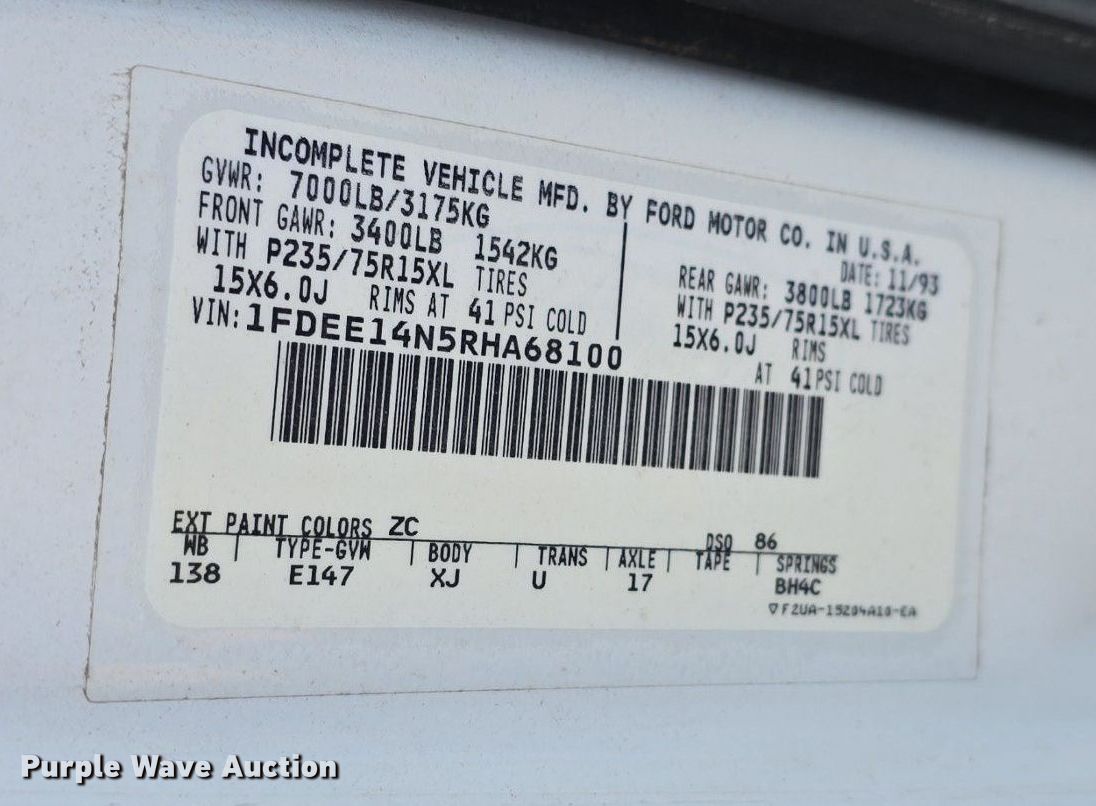 INCOMPLETE VEHICLE MFD. BY FORD MOTOR CO. IN U.S.A.
GVWR: 7000LB/3175KG
DATE: 11/93
FRONT GAWR: 3400LB 1542KG
WITH P235/75R15XL TIRES
15X6.0J RIMS AT 41 PSI COLD
REAR GAWR: 3800LB 1723KG
WITH P235/75R15XL TIRES
15X6.0J RIMS
AT 41PSI COLD
VIN: 1FDEE14N5RHA68100
EXT PAINT COLORS ZC DSO 86
WB | TYPE-GVW | BODY | TRANS | AXLE | TAPE | SPRINGS
138 E147 XJ U 17 BH4C
▽F2UA-15204A10-EA
Purple Wave Auction